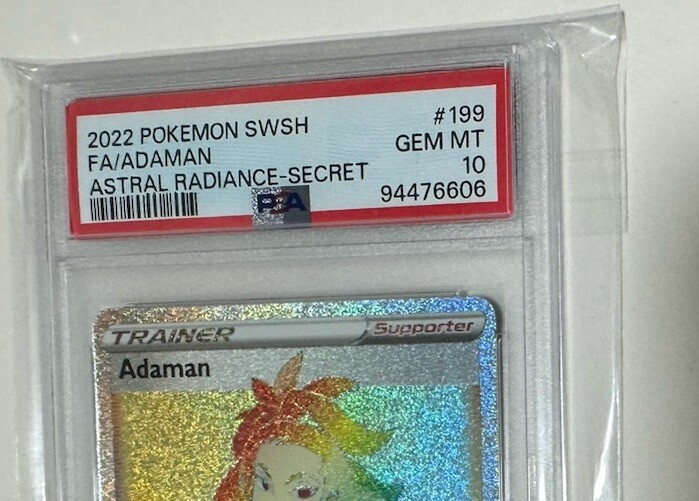 2022 POKEMON SWSH #199
FA/ADAMAN GEM MT
ASTRAL RADIANCE-SECRET 10
PSA 94476606
TRAINER Supporter
Adaman